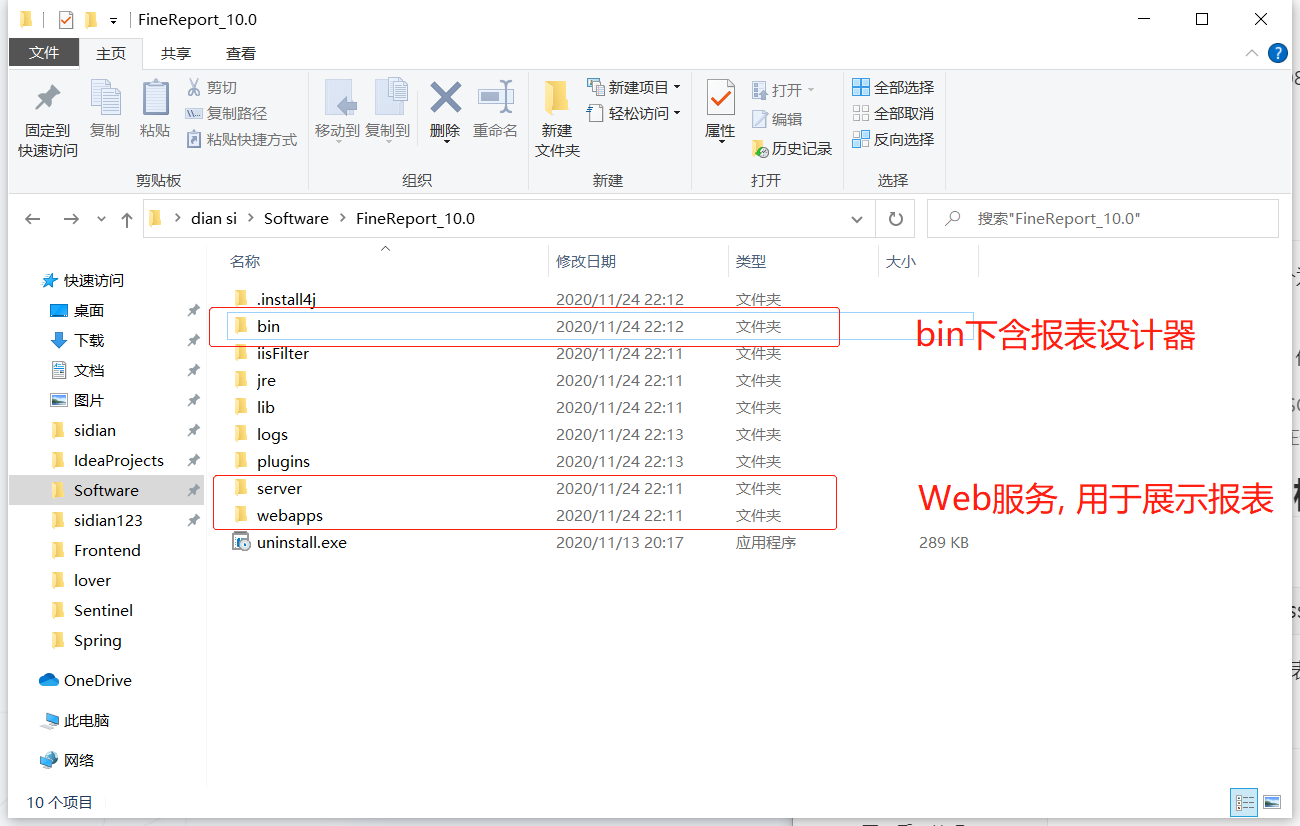 FineReport_10.0
文件 主页 共享 查看
固定到
快速访问
复制
粘贴
剪切
复制路径
粘贴快捷方式
剪贴板
移动到
复制到
删除
重命名
组织
新建
文件夹
新建项目
轻松访问
新建
属性
打开
编辑
历史记录
打开
全部选择
全部取消
反向选择
选择
dian si Software FineReport_10.0
搜索"FineReport_10.0"
名称 修改日期 类型 大小
快速访问
桌面
下载
文档
图片
sidian
IdeaProjects
Software
sidian123
Frontend
lover
Sentinel
Spring
OneDrive
此电脑
网络
.install4j 2020/11/24 22:12 文件夹
bin 2020/11/24 22:12 文件夹
iisFilter 2020/11/24 22:11 文件夹
jre 2020/11/24 22:11 文件夹
lib 2020/11/24 22:11 文件夹
logs 2020/11/24 22:13 文件夹
plugins 2020/11/24 22:13 文件夹
server 2020/11/24 22:11 文件夹
webapps 2020/11/24 22:11 文件夹
uninstall.exe 2020/11/13 20:17 应用程序 289 KB
bin下含报表设计器
Web服务, 用于展示报表
10 个项目